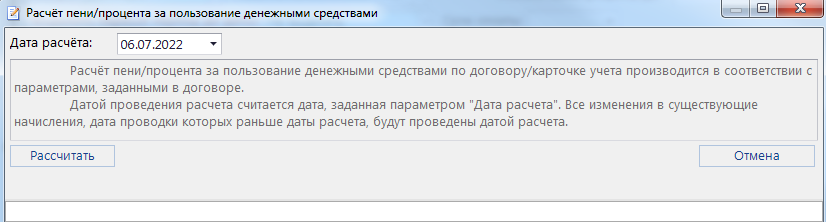 Расчёт пени/процента за пользование денежными средствами
Дата расчёта: 06.07.2022
Расчёт пени/процента за пользование денежными средствами по договору/карточке учета производится в соответствии с
параметрами, заданными в договоре.
Датой проведения расчета считается дата, заданная параметром "Дата расчета". Все изменения в существующие
начисления, дата проводки которых раньше даты расчета, будут проведены датой расчета.
Рассчитать Отмена